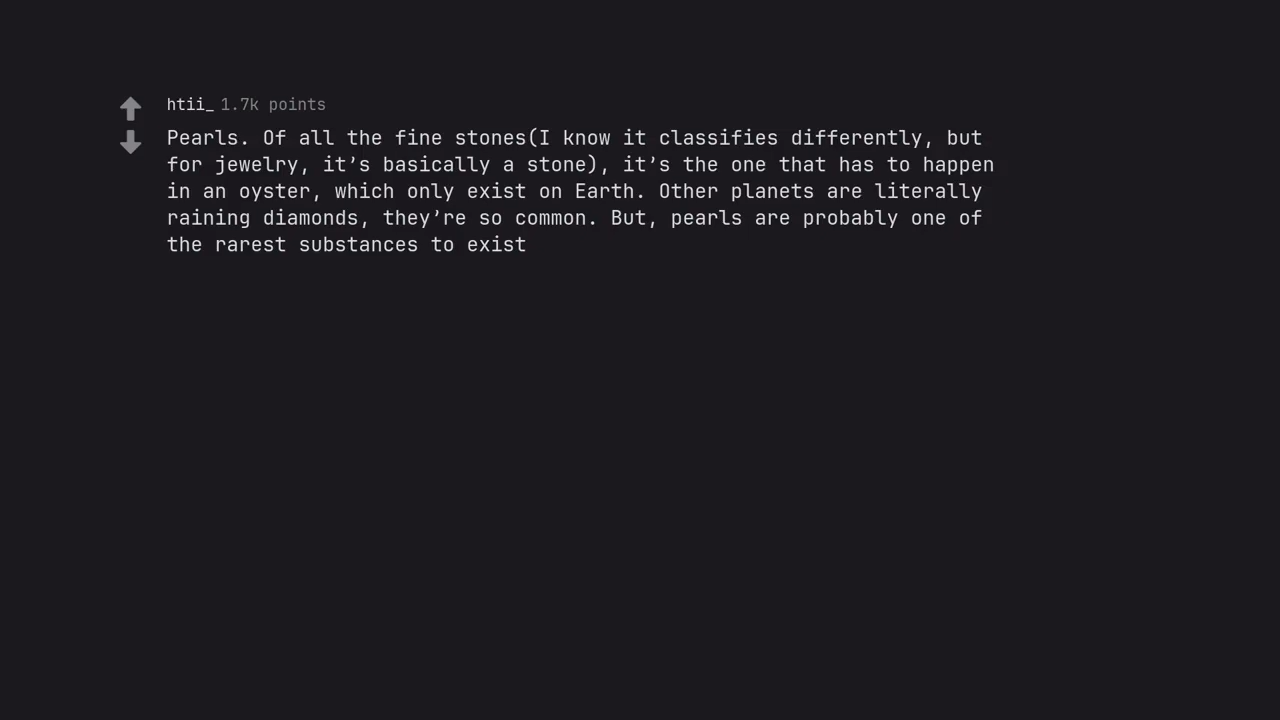 htii_ 1.7k points
Pearls. Of all the fine stones(I know it classifies differently, but
for jewelry, it’s basically a stone), it’s the one that has to happen
in an oyster, which only exist on Earth. Other planets are literally
raining diamonds, they’re so common. But, pearls are probably one of
the rarest substances to exist